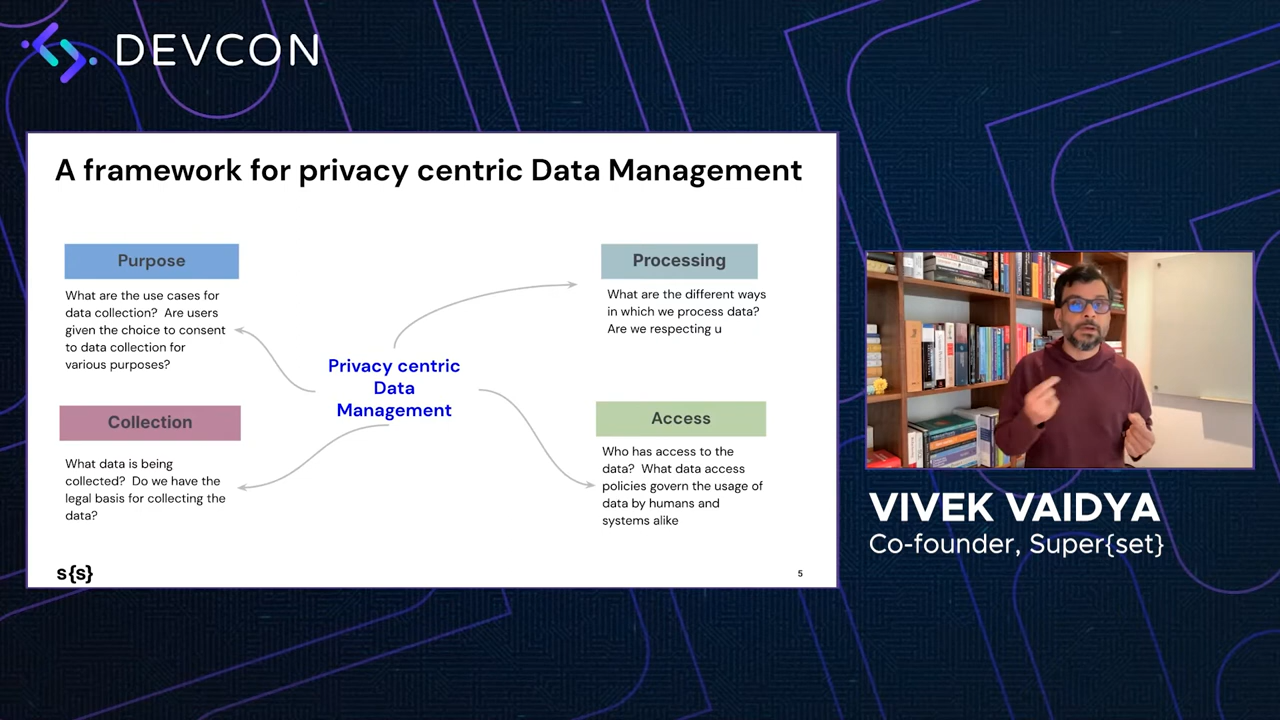 DEVCON
A framework for privacy centric Data Management
Purpose
What are the use cases for
data collection? Are users
given the choice to consent
to data collection for
various purposes?
Collection
What data is being
collected? Do we have the
legal basis for collecting the
data?
Privacy centric
Data
Management
Processing
What are the different ways
in which we process data?
Are we respecting u
Access
Who has access to the
data? What data access
policies govern the usage of
data by humans and
systems alike
s{s}
5
VIVEK VAIDYA
Co-founder, Super{set}